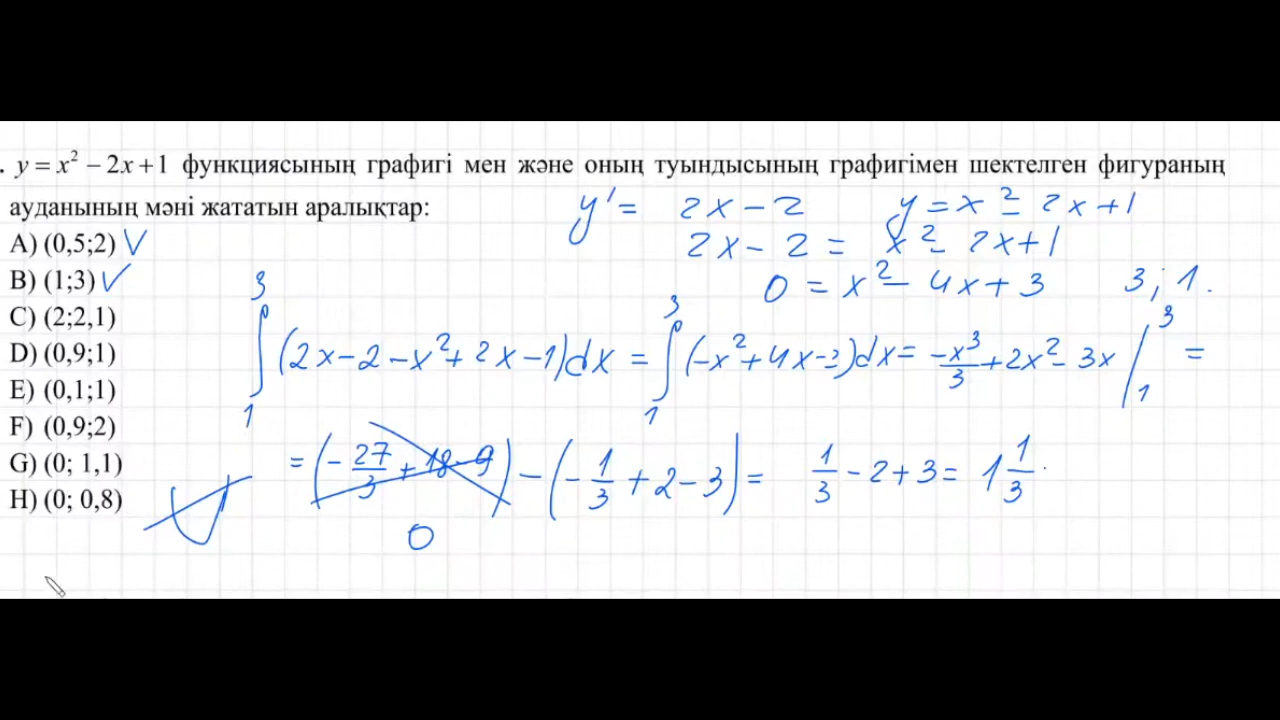 . y = x² − 2x + 1 функциясының графигі мен және оның туындысының графигімен шектелген фигураның
ауданының мәні жататын аралықтар:
y' = 2x − 2 y = x² − 2x + 1
A) (0,5;2) V 2x − 2 = x² − 2x + 1
B) (1;3) V 0 = x² − 4x + 3 3; 1.
C) (2;2,1)
D) (0,9;1) ∫₁³ (2x − 2 − x² + 2x − 1)dx = ∫₁³ (−x² + 4x − 3)dx = −x³/3 + 2x² − 3x |₁³ =
E) (0,1;1)
F) (0,9;2)
G) (0; 1,1) = (−27/3 + 18 − 9) − (−1/3 + 2 − 3) = 1/3 − 2 + 3 = 1 1/3.
H) (0; 0,8)
0